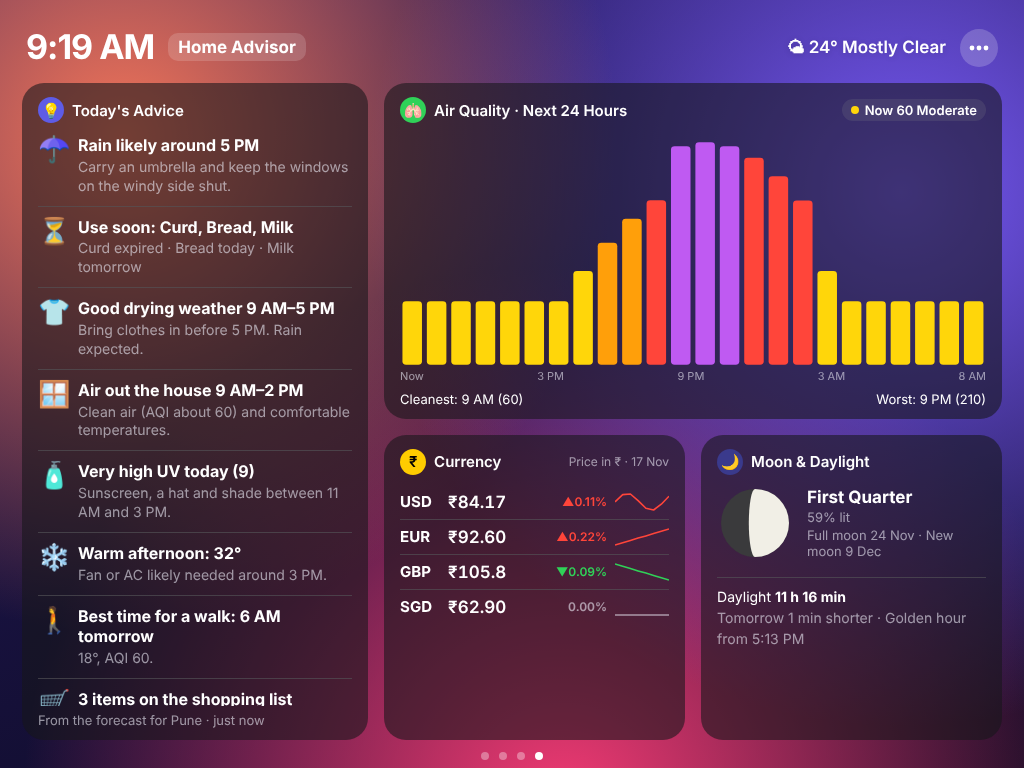 9:19 AM
Home Advisor
24° Mostly Clear
Today's Advice
Rain likely around 5 PM
Carry an umbrella and keep the windows
on the windy side shut.
Use soon: Curd, Bread, Milk
Curd expired · Bread today · Milk
tomorrow
Good drying weather 9 AM–5 PM
Bring clothes in before 5 PM. Rain
expected.
Air out the house 9 AM–2 PM
Clean air (AQI about 60) and comfortable
temperatures.
Very high UV today (9)
Sunscreen, a hat and shade between 11
AM and 3 PM.
Warm afternoon: 32°
Fan or AC likely needed around 3 PM.
Best time for a walk: 6 AM
tomorrow
18°, AQI 60.
3 items on the shopping list
From the forecast for Pune · just now
Air Quality · Next 24 Hours
Now 60 Moderate
Now 3 PM 9 PM 3 AM 8 AM
Cleanest: 9 AM (60)
Worst: 9 PM (210)
₹ Currency
Price in ₹ · 17 Nov
USD ₹84.17 ▲0.11%
EUR ₹92.60 ▲0.22%
GBP ₹105.8 ▼0.09%
SGD ₹62.90 0.00%
Moon & Daylight
First Quarter
59% lit
Full moon 24 Nov · New
moon 9 Dec
Daylight 11 h 16 min
Tomorrow 1 min shorter · Golden hour
from 5:13 PM